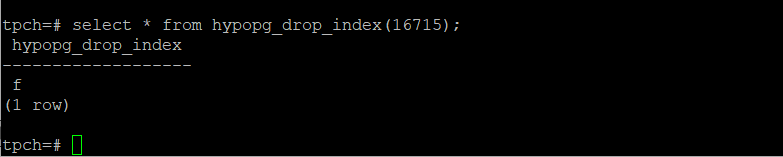 tpch=# select * from hypopg_drop_index(16715);
hypopg_drop_index
-------------------
f
(1 row)
tpch=#